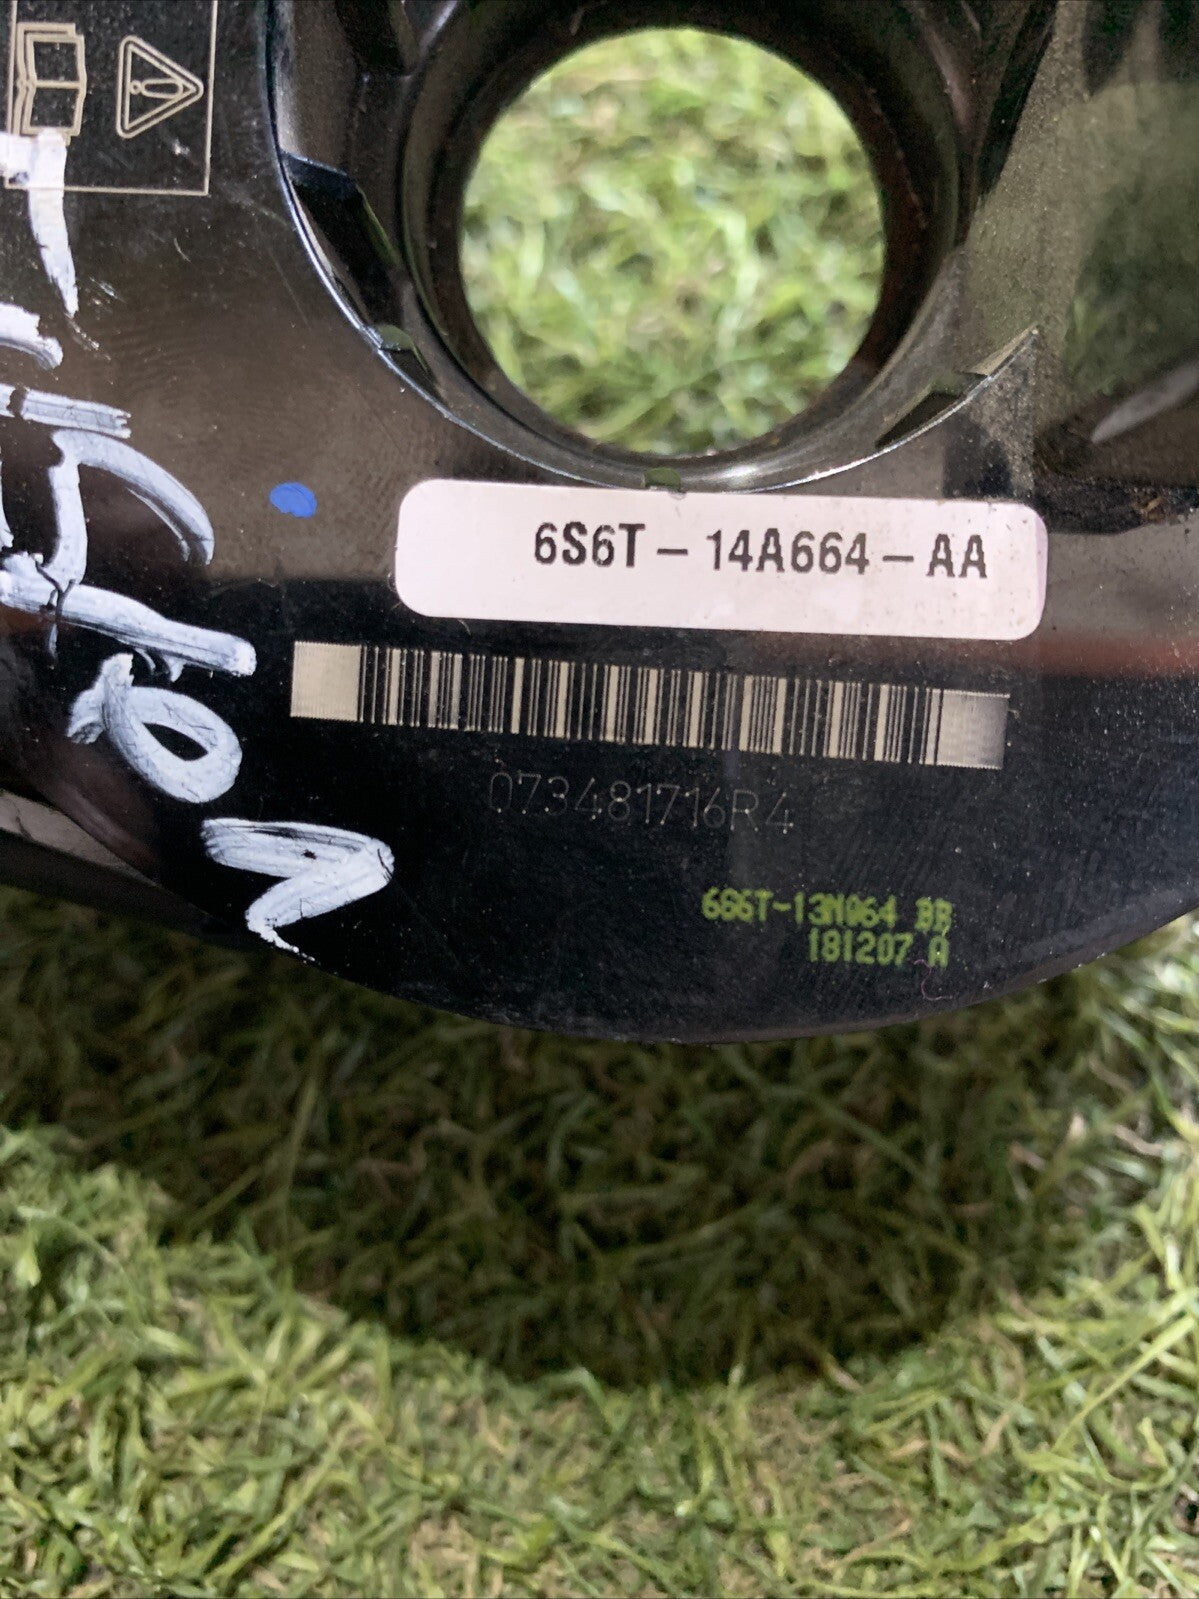 6S6T - 14A664 - AA
073481716R4
6S6T-13N064 BB
181207 A